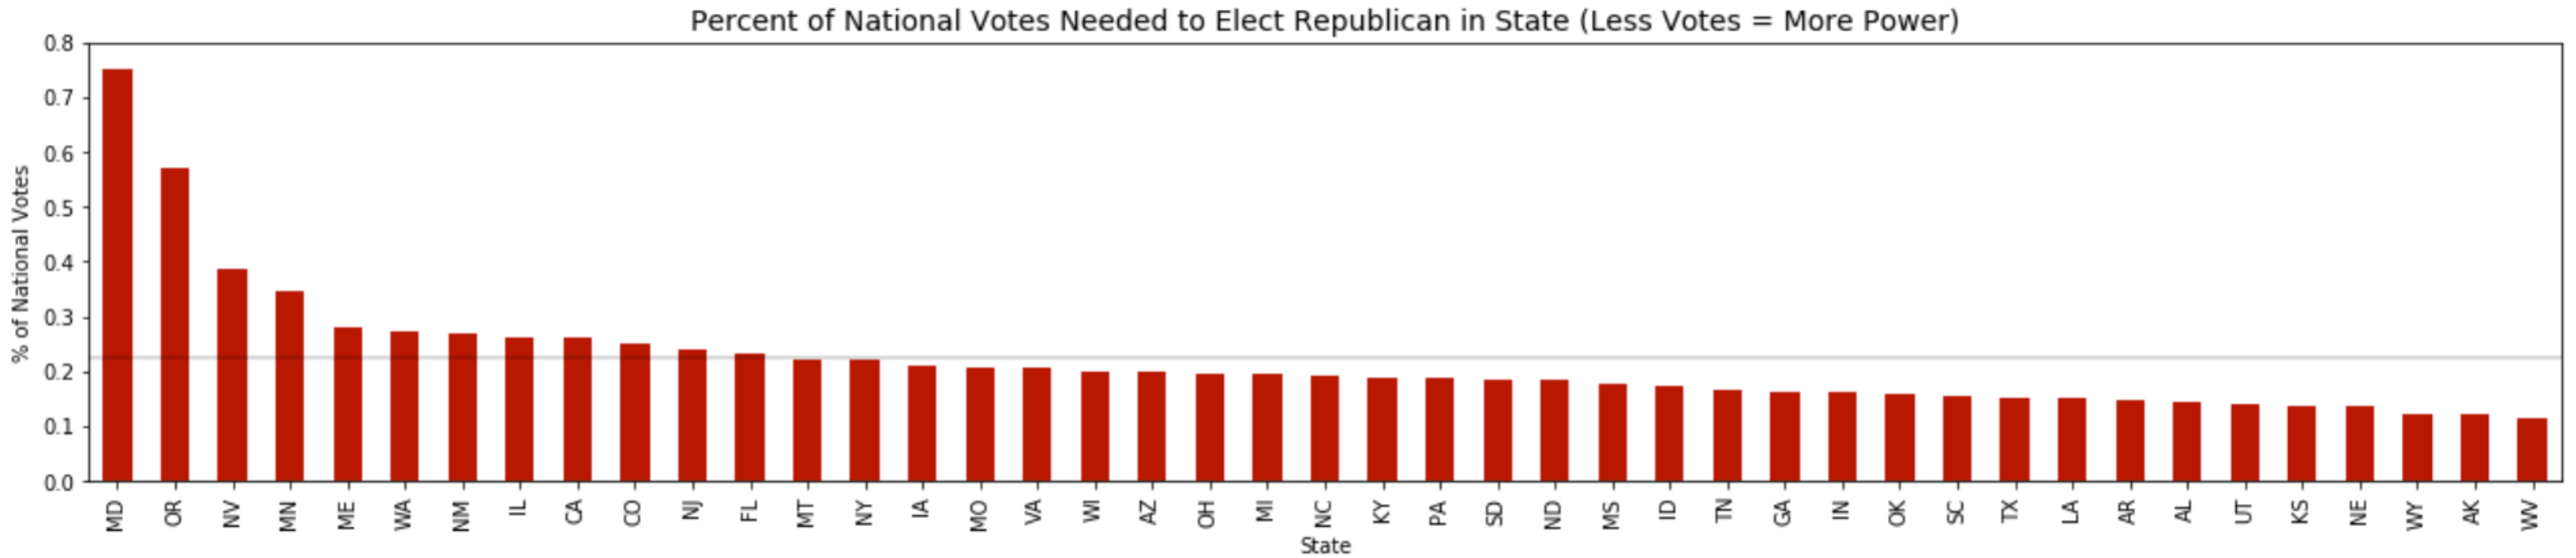 Percent of National Votes Needed to Elect Republican in State (Less Votes = More Power)
% of National Votes
0.8
0.7
0.6
0.5
0.4
0.3
0.2
0.1
0.0
MD OR NV MN ME WA NM IL CA CO NJ FL MT NY IA MO VA WI AZ OH MI NC KY PA SD ND MS ID TN GA IN OK SC TX LA AR AL UT KS NE WY AK WV
State